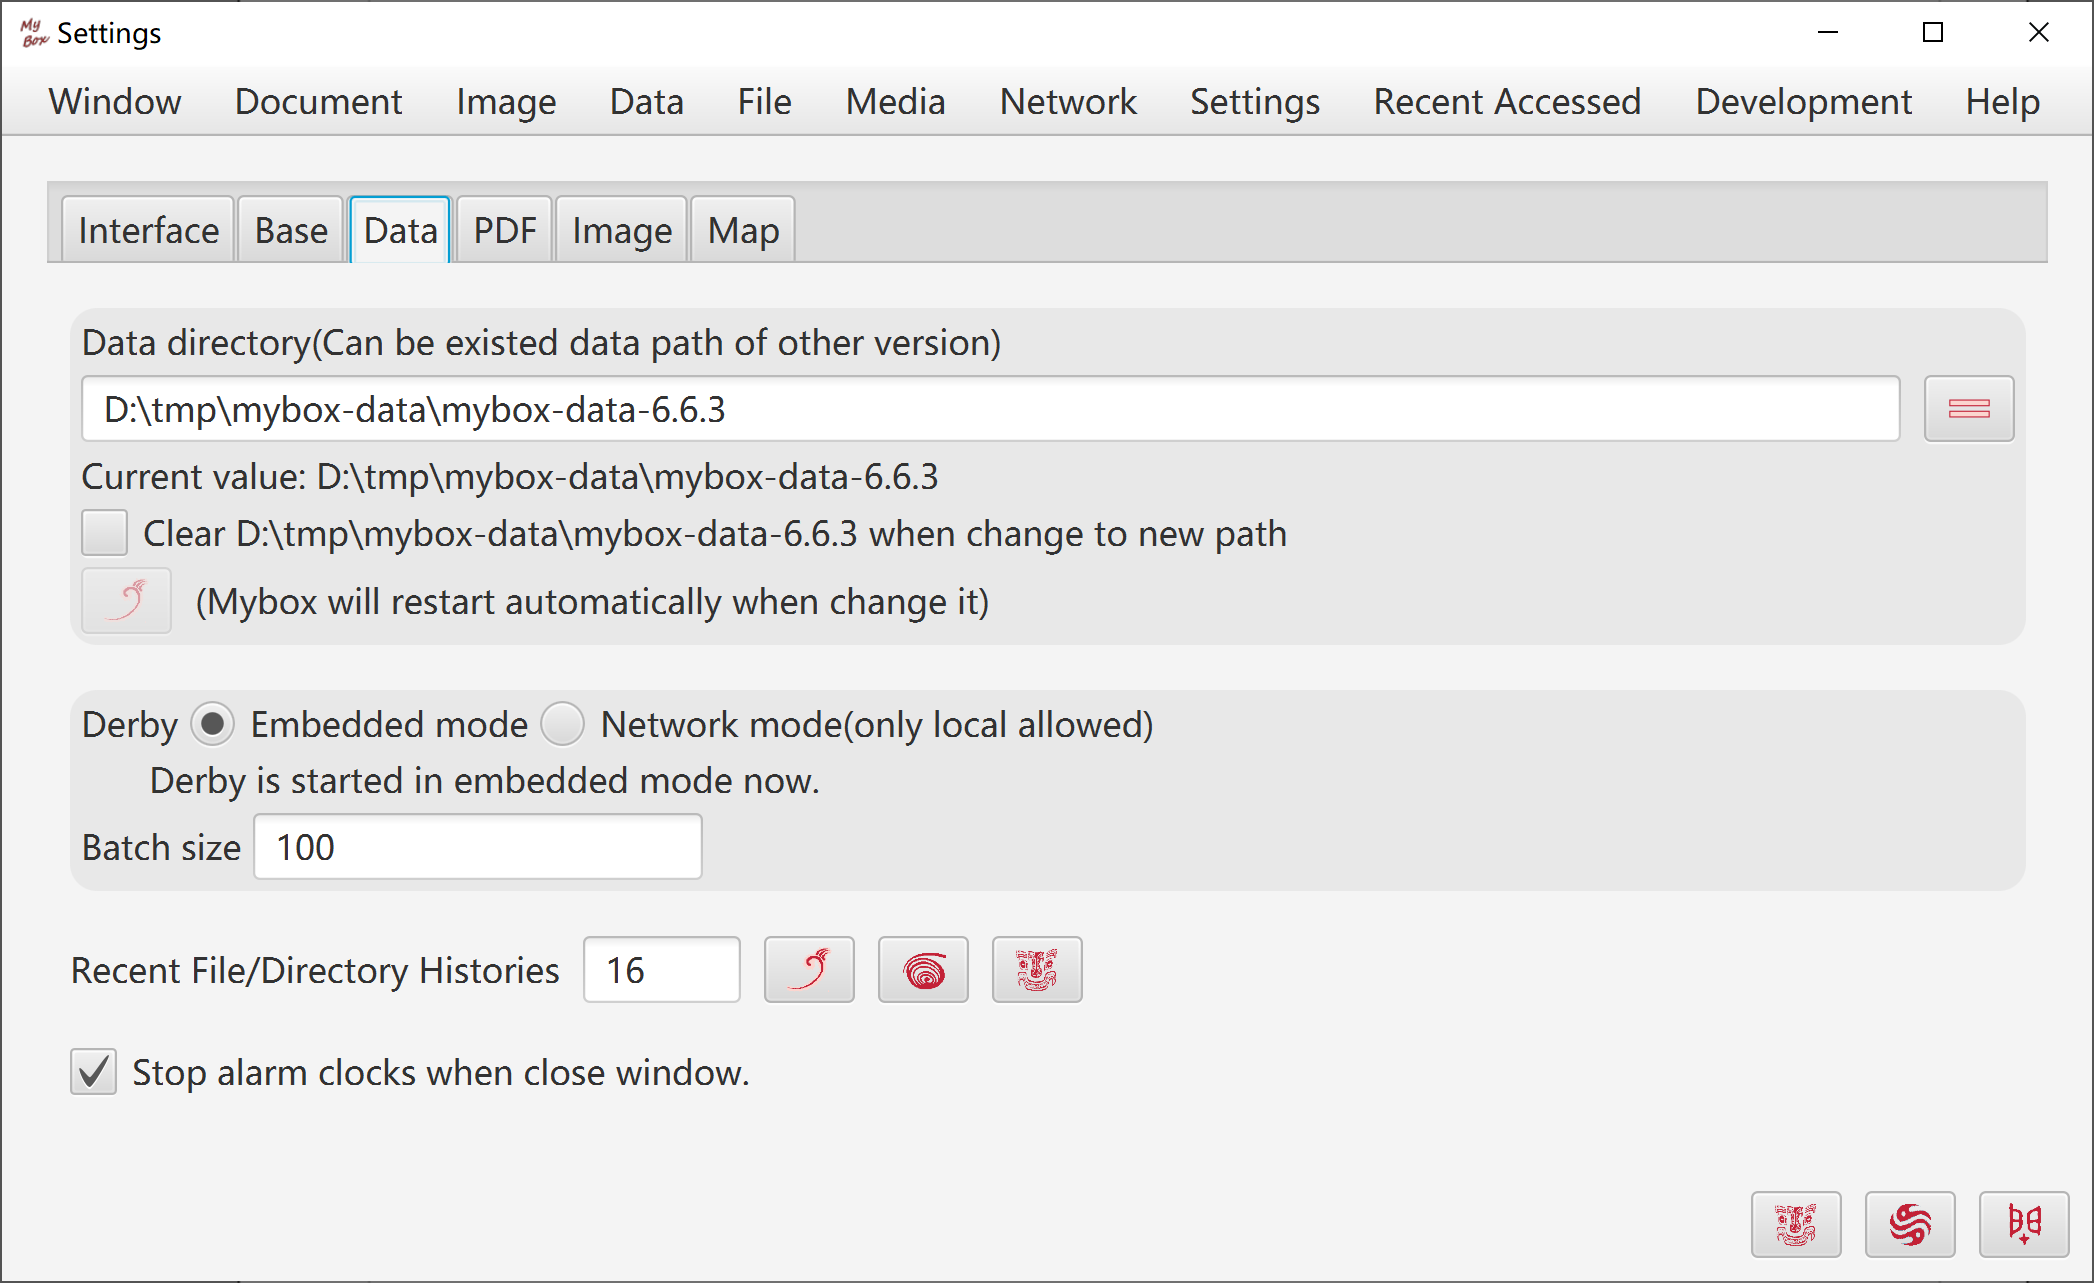 My Box Settings
Window Document Image Data File Media Network Settings Recent Accessed Development Help
Interface Base Data PDF Image Map
Data directory(Can be existed data path of other version)
D:\tmp\mybox-data\mybox-data-6.6.3
Current value: D:\tmp\mybox-data\mybox-data-6.6.3
Clear D:\tmp\mybox-data\mybox-data-6.6.3 when change to new path
(Mybox will restart automatically when change it)
Derby Embedded mode Network mode(only local allowed)
Derby is started in embedded mode now.
Batch size 100
Recent File/Directory Histories 16
Stop alarm clocks when close window.